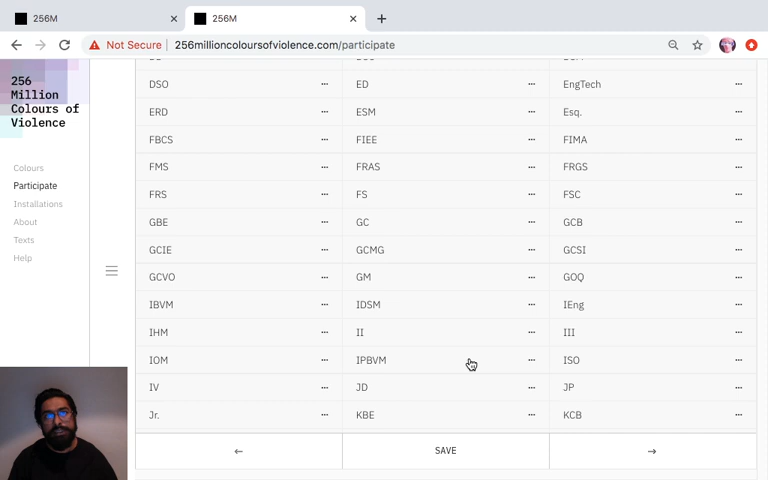 256M
256M
Not Secure 256millioncoloursofviolence.com/participate
256
Million
Colours of
Violence
Colours
Participate
Installations
About
Texts
Help
DSO ED EngTech
ERD ESM Esq.
FBCS FIEE FIMA
FMS FRAS FRGS
FRS FS FSC
GBE GC GCB
GCIE GCMG GCSI
GCVO GM GOQ
IBVM IDSM IEng
IHM II III
IOM IPBVM ISO
IV JD JP
Jr. KBE KCB
SAVE